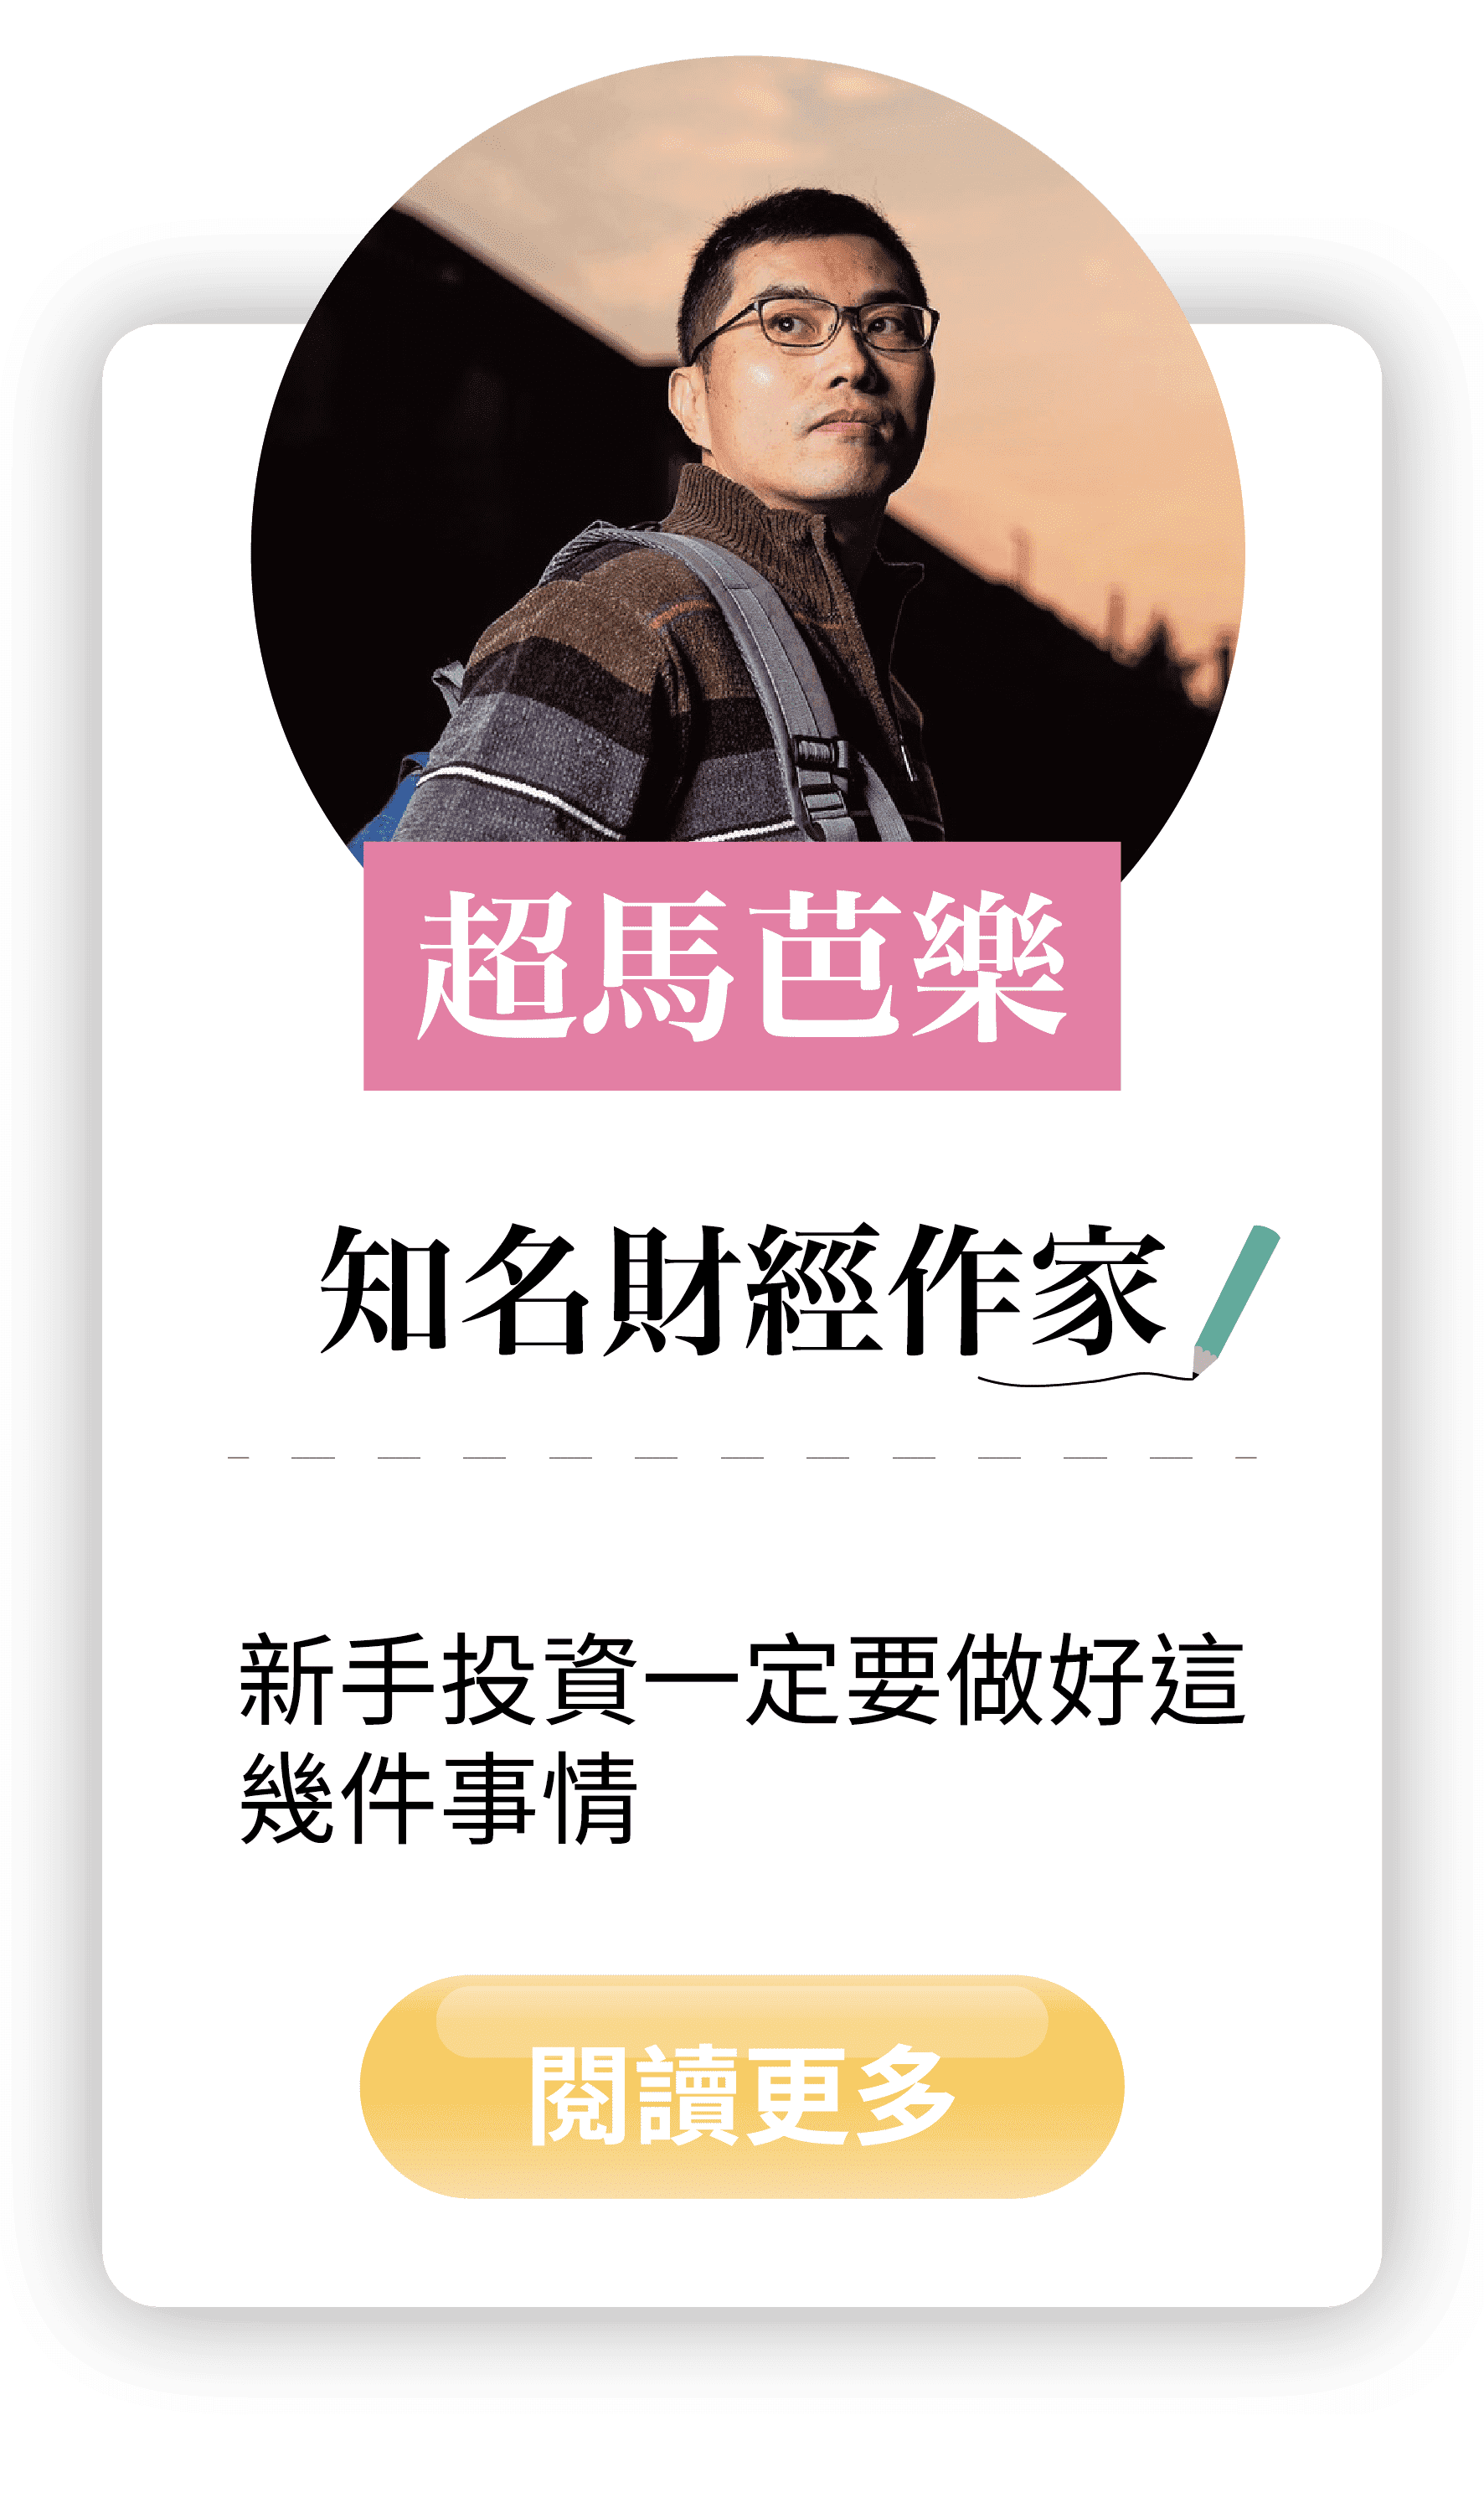 超馬芭樂
知名財經作家
新手投資一定要做好這
幾件事情
閱讀更多